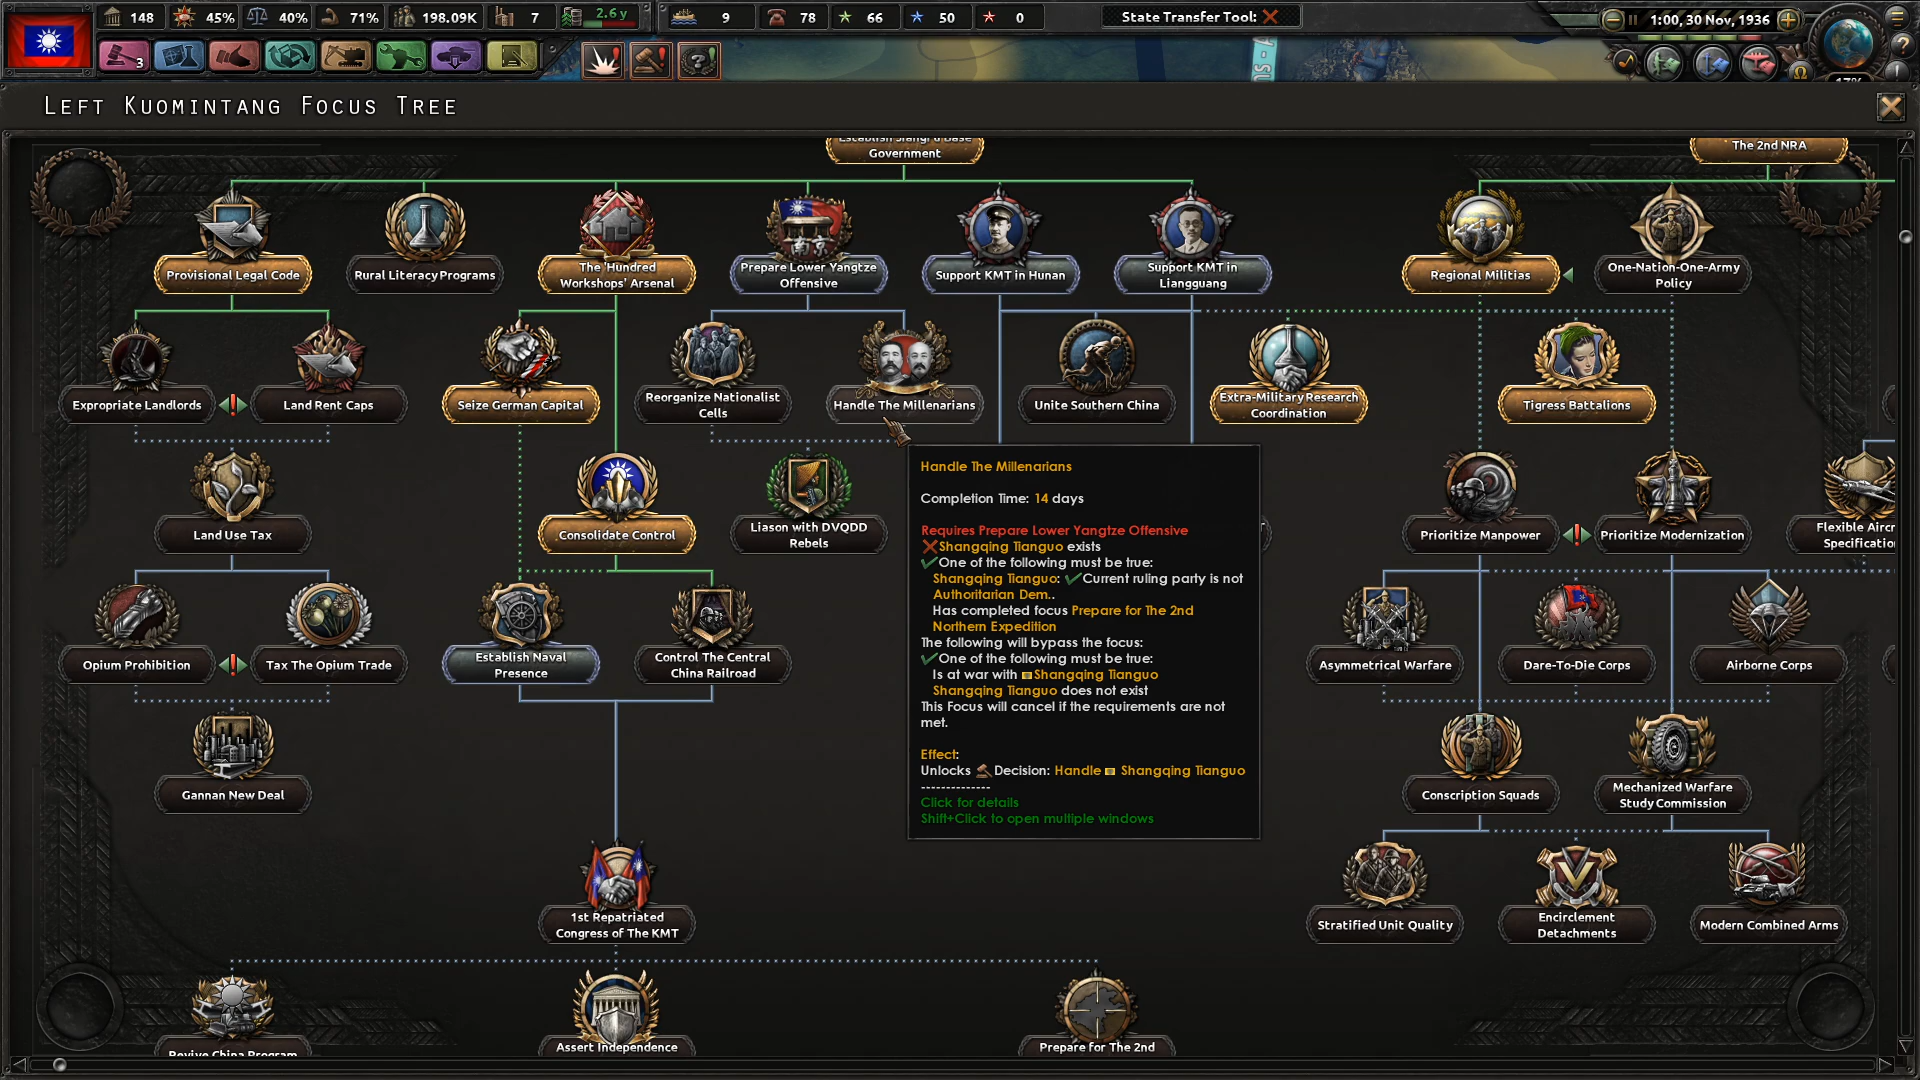 148
45%
40%
71%
198.09K
7
2.6 y
9
78
66
50
0
State Transfer Tool:
1:00, 30 Nov, 1936
3
17%
LEFT KUOMINTANG FOCUS TREE
Government
The 2nd NRA
Provisional Legal Code
Rural Literacy Programs
The 'Hundred
Workshops' Arsenal
南京
Prepare Lower Yangtze
Offensive
Support KMT in Hunan
Support KMT in
Liangguang
Regional Militias
One-Nation-One-Army
Policy
Expropriate Landlords
Land Rent Caps
Seize German Capital
Reorganize Nationalist
Cells
Handle The Millenarians
Unite Southern China
Extra-Military Research
Coordination
Tigress Battalions
Land Use Tax
Consolidate Control
Liason with DVQDD
Rebels
Prioritize Manpower
Prioritize Modernization
Flexible Aircr
Specification
Opium Prohibition
Tax The Opium Trade
Establish Naval
Presence
Control The Central
China Railroad
Asymmetrical Warfare
Dare-To-Die Corps
Airborne Corps
Gannan New Deal
Conscription Squads
Mechanized Warfare
Study Commission
1st Repatriated
Congress of The KMT
Stratified Unit Quality
Encirclement
Detachments
Modern Combined Arms
Revive China Program
Assert Independence
Prepare for The 2nd
Handle The Millenarians
Completion Time: 14 days
Requires Prepare Lower Yangtze Offensive
Shangqing Tianguo exists
One of the following must be true:
Shangqing Tianguo: Current ruling party is not
Authoritarian Dem..
Has completed focus Prepare for The 2nd
Northern Expedition
The following will bypass the focus:
One of the following must be true:
Is at war with Shangqing Tianguo
Shangqing Tianguo does not exist
This Focus will cancel if the requirements are not
met.
Effect:
Unlocks Decision: Handle Shangqing Tianguo
--------------
Click for details
Shift+Click to open multiple windows